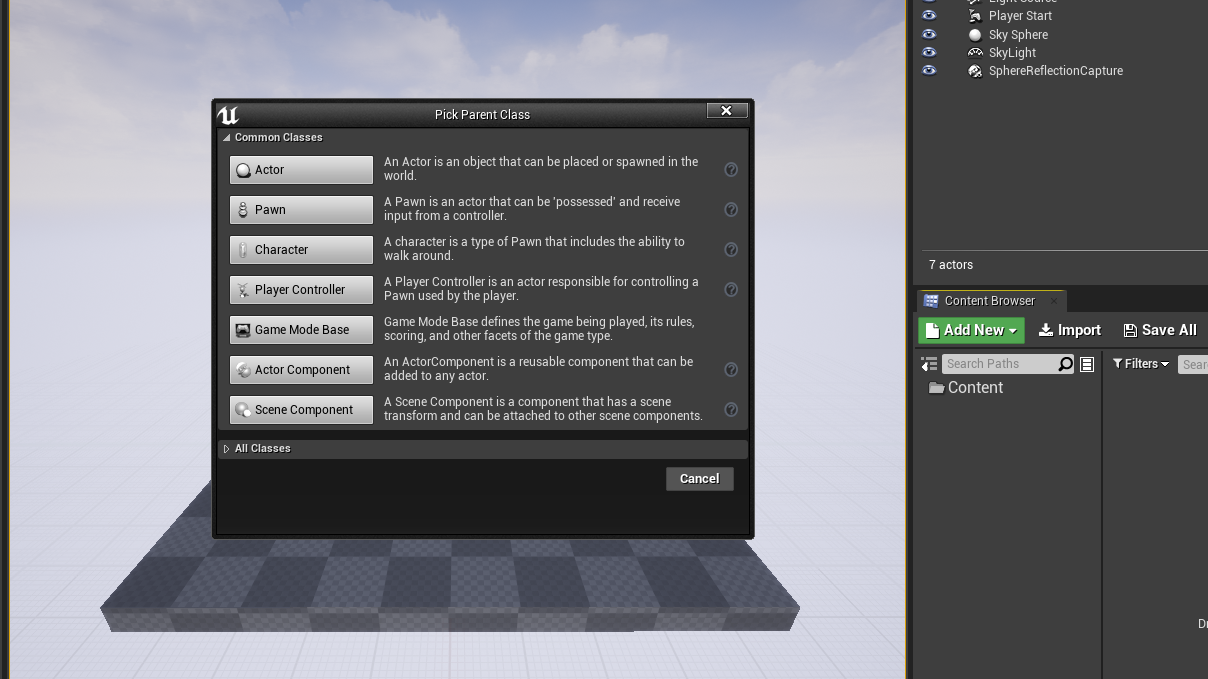 Light Source
Player Start
Sky Sphere
SkyLight
SphereReflectionCapture
7 actors
Pick Parent Class
Common Classes
Actor
An Actor is an object that can be placed or spawned in the
world.
Pawn
A Pawn is an actor that can be 'possessed' and receive
input from a controller.
Character
A character is a type of Pawn that includes the ability to
walk around.
Player Controller
A Player Controller is an actor responsible for controlling a
Pawn used by the player.
Game Mode Base
Game Mode Base defines the game being played, its rules,
scoring, and other facets of the game type.
Actor Component
An ActorComponent is a reusable component that can be
added to any actor.
Scene Component
A Scene Component is a component that has a scene
transform and can be attached to other scene components.
All Classes
Cancel
Content Browser
Add New
Import
Save All
Search Paths
Filters
Sear
Content
Dr